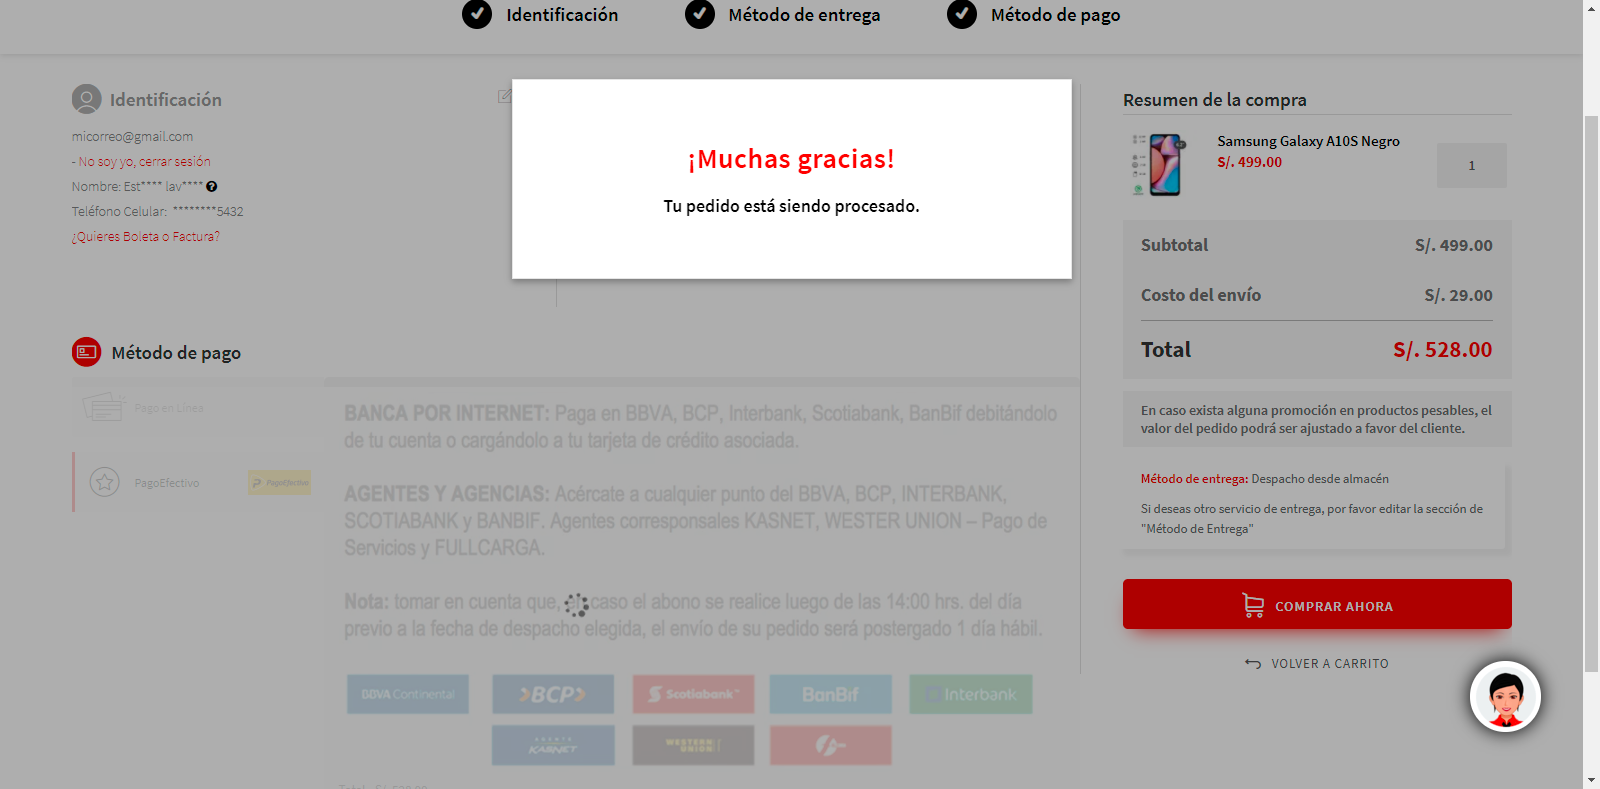 Identificación
Método de entrega
Método de pago
Identificación
micorreo@gmail.com
- No soy yo, cerrar sesión
Nombre: Est**** lav****
Teléfono Celular: ********5432
¿Quieres Boleta o Factura?
¡Muchas gracias!
Tu pedido está siendo procesado.
Método de pago
Pago en Línea
PagoEfectivo
PagoEfectivo
BANCA POR INTERNET: Paga en BBVA, BCP, Interbank, Scotiabank, BanBif debitándolo
de tu cuenta o cargándolo a tu tarjeta de crédito asociada.
AGENTES Y AGENCIAS: Acércate a cualquier punto del BBVA, BCP, INTERBANK,
SCOTIABANK y BANBIF. Agentes corresponsales KASNET, WESTER UNION – Pago de
Servicios y FULLCARGA.
Nota: tomar en cuenta que, en caso el abono se realice luego de las 14:00 hrs. del día
previo a la fecha de despacho elegida, el envío de su pedido será postergado 1 día hábil.
BBVA Continental
BCP
Scotiabank
BanBif
Interbank
AGENTE
KASNET
WESTERN
UNION
Total S/. 528.00
Resumen de la compra
Samsung Galaxy A10S Negro
S/. 499.00
1
Subtotal
S/. 499.00
Costo del envío
S/. 29.00
Total
S/. 528.00
En caso exista alguna promoción en productos pesables, el
valor del pedido podrá ser ajustado a favor del cliente.
Método de entrega: Despacho desde almacén
Si deseas otro servicio de entrega, por favor editar la sección de
"Método de Entrega"
COMPRAR AHORA
VOLVER A CARRITO